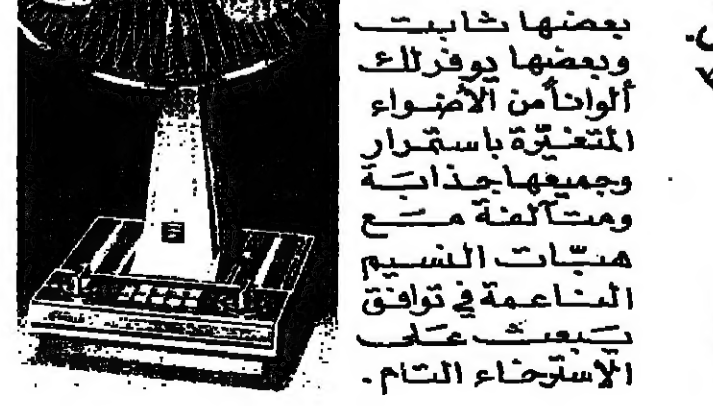 بعضها ثابت
وبعضها يوفر لك
ألواناً من الأضواء
المتغيّرة باستمرار
وجميعها جذابة
ومتآلفة مع
هبّات النسيم
الناعمة في توافق
يبعث على
الاسترخاء التام.